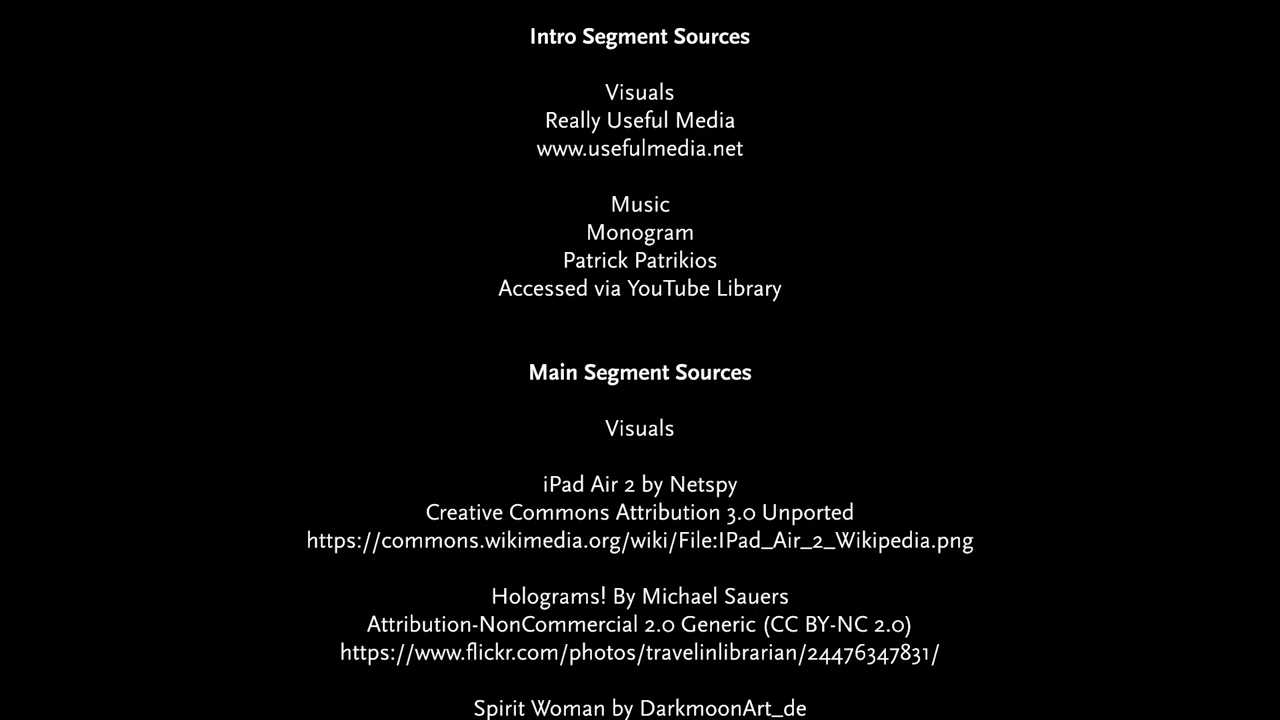 Intro Segment Sources
Visuals
Really Useful Media
www.usefulmedia.net
Music
Monogram
Patrick Patrikios
Accessed via YouTube Library
Main Segment Sources
Visuals
iPad Air 2 by Netspy
Creative Commons Attribution 3.0 Unported
https://commons.wikimedia.org/wiki/File:IPad_Air_2_Wikipedia.png
Holograms! By Michael Sauers
Attribution-NonCommercial 2.0 Generic (CC BY-NC 2.0)
https://www.flickr.com/photos/travelinlibrarian/24476347831/
Spirit Woman by DarkmoonArt_de